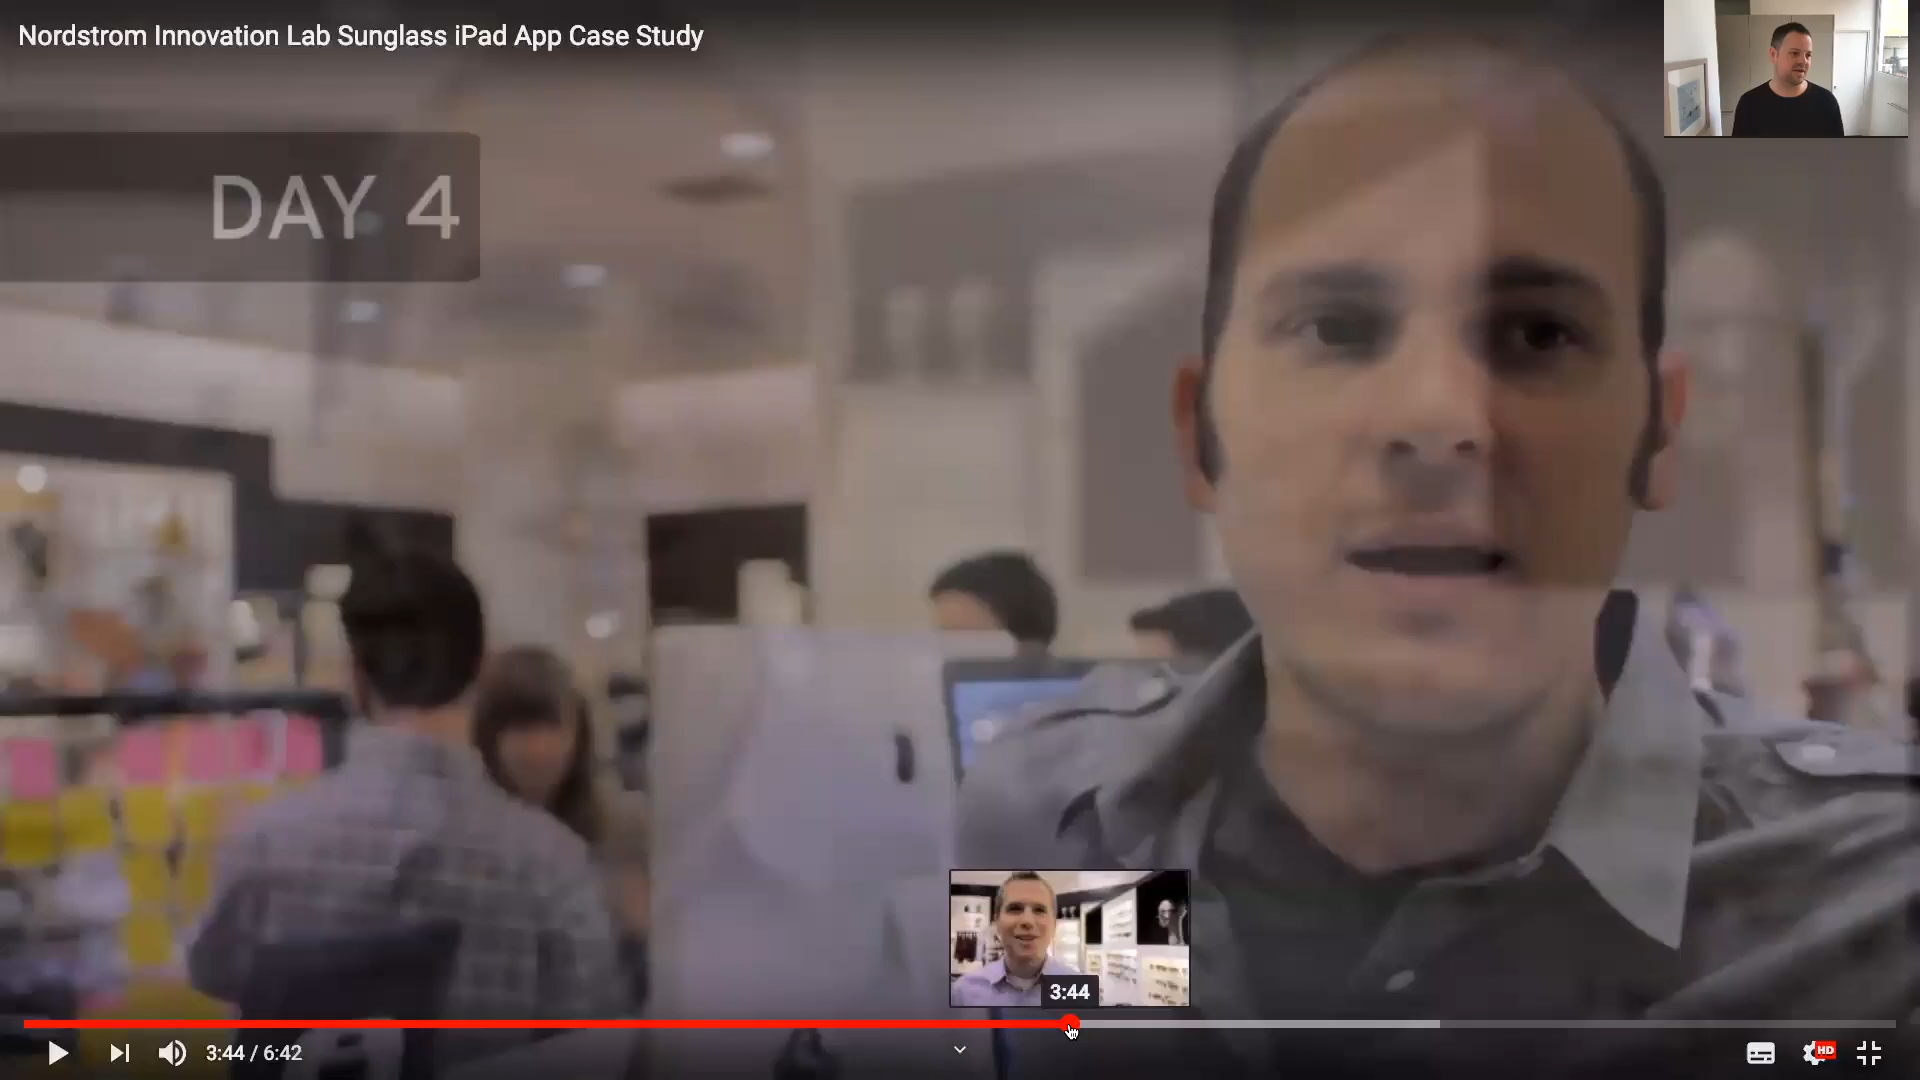 Nordstrom Innovation Lab Sunglass iPad App Case Study
DAY 4
3:44
3:44 / 6:42
HD